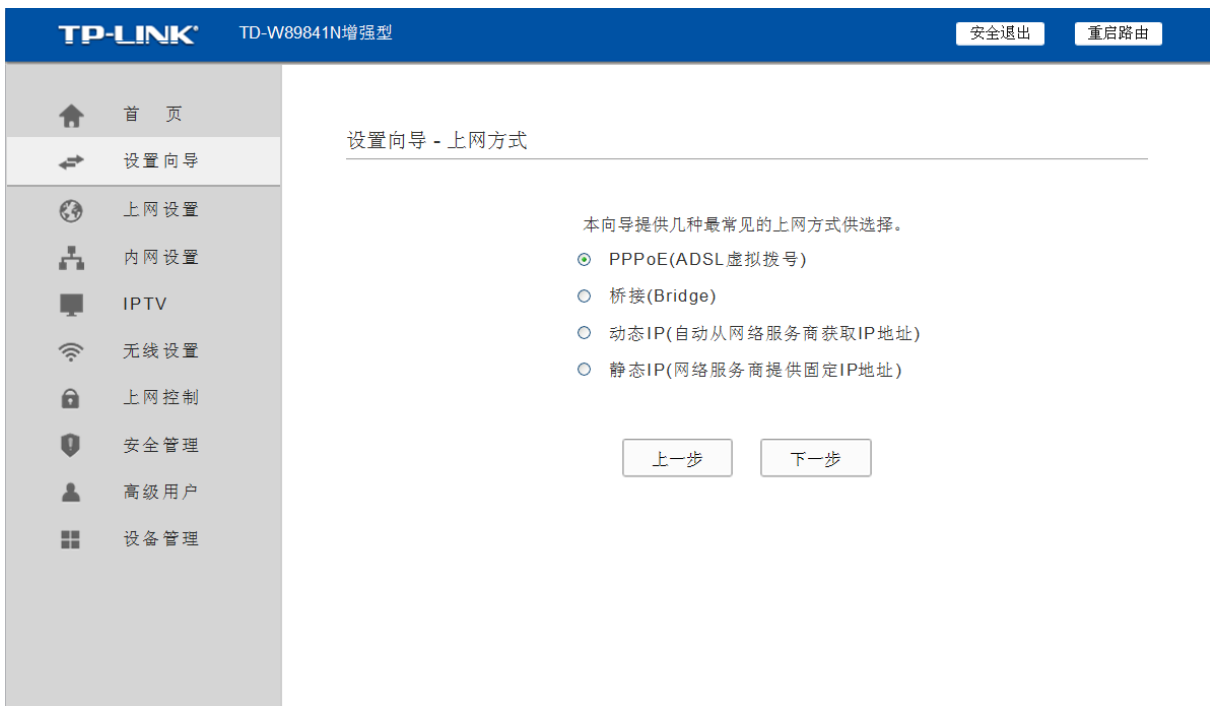 TP-LINK TD-W89841N增强型 安全退出 重启路由
首 页
设置向导
上网设置
内网设置
IPTV
无线设置
上网控制
安全管理
高级用户
设备管理
设置向导 - 上网方式
本向导提供几种最常见的上网方式供选择。
PPPoE(ADSL虚拟拨号)
桥接(Bridge)
动态IP(自动从网络服务商获取IP地址)
静态IP(网络服务商提供固定IP地址)
上一步 下一步